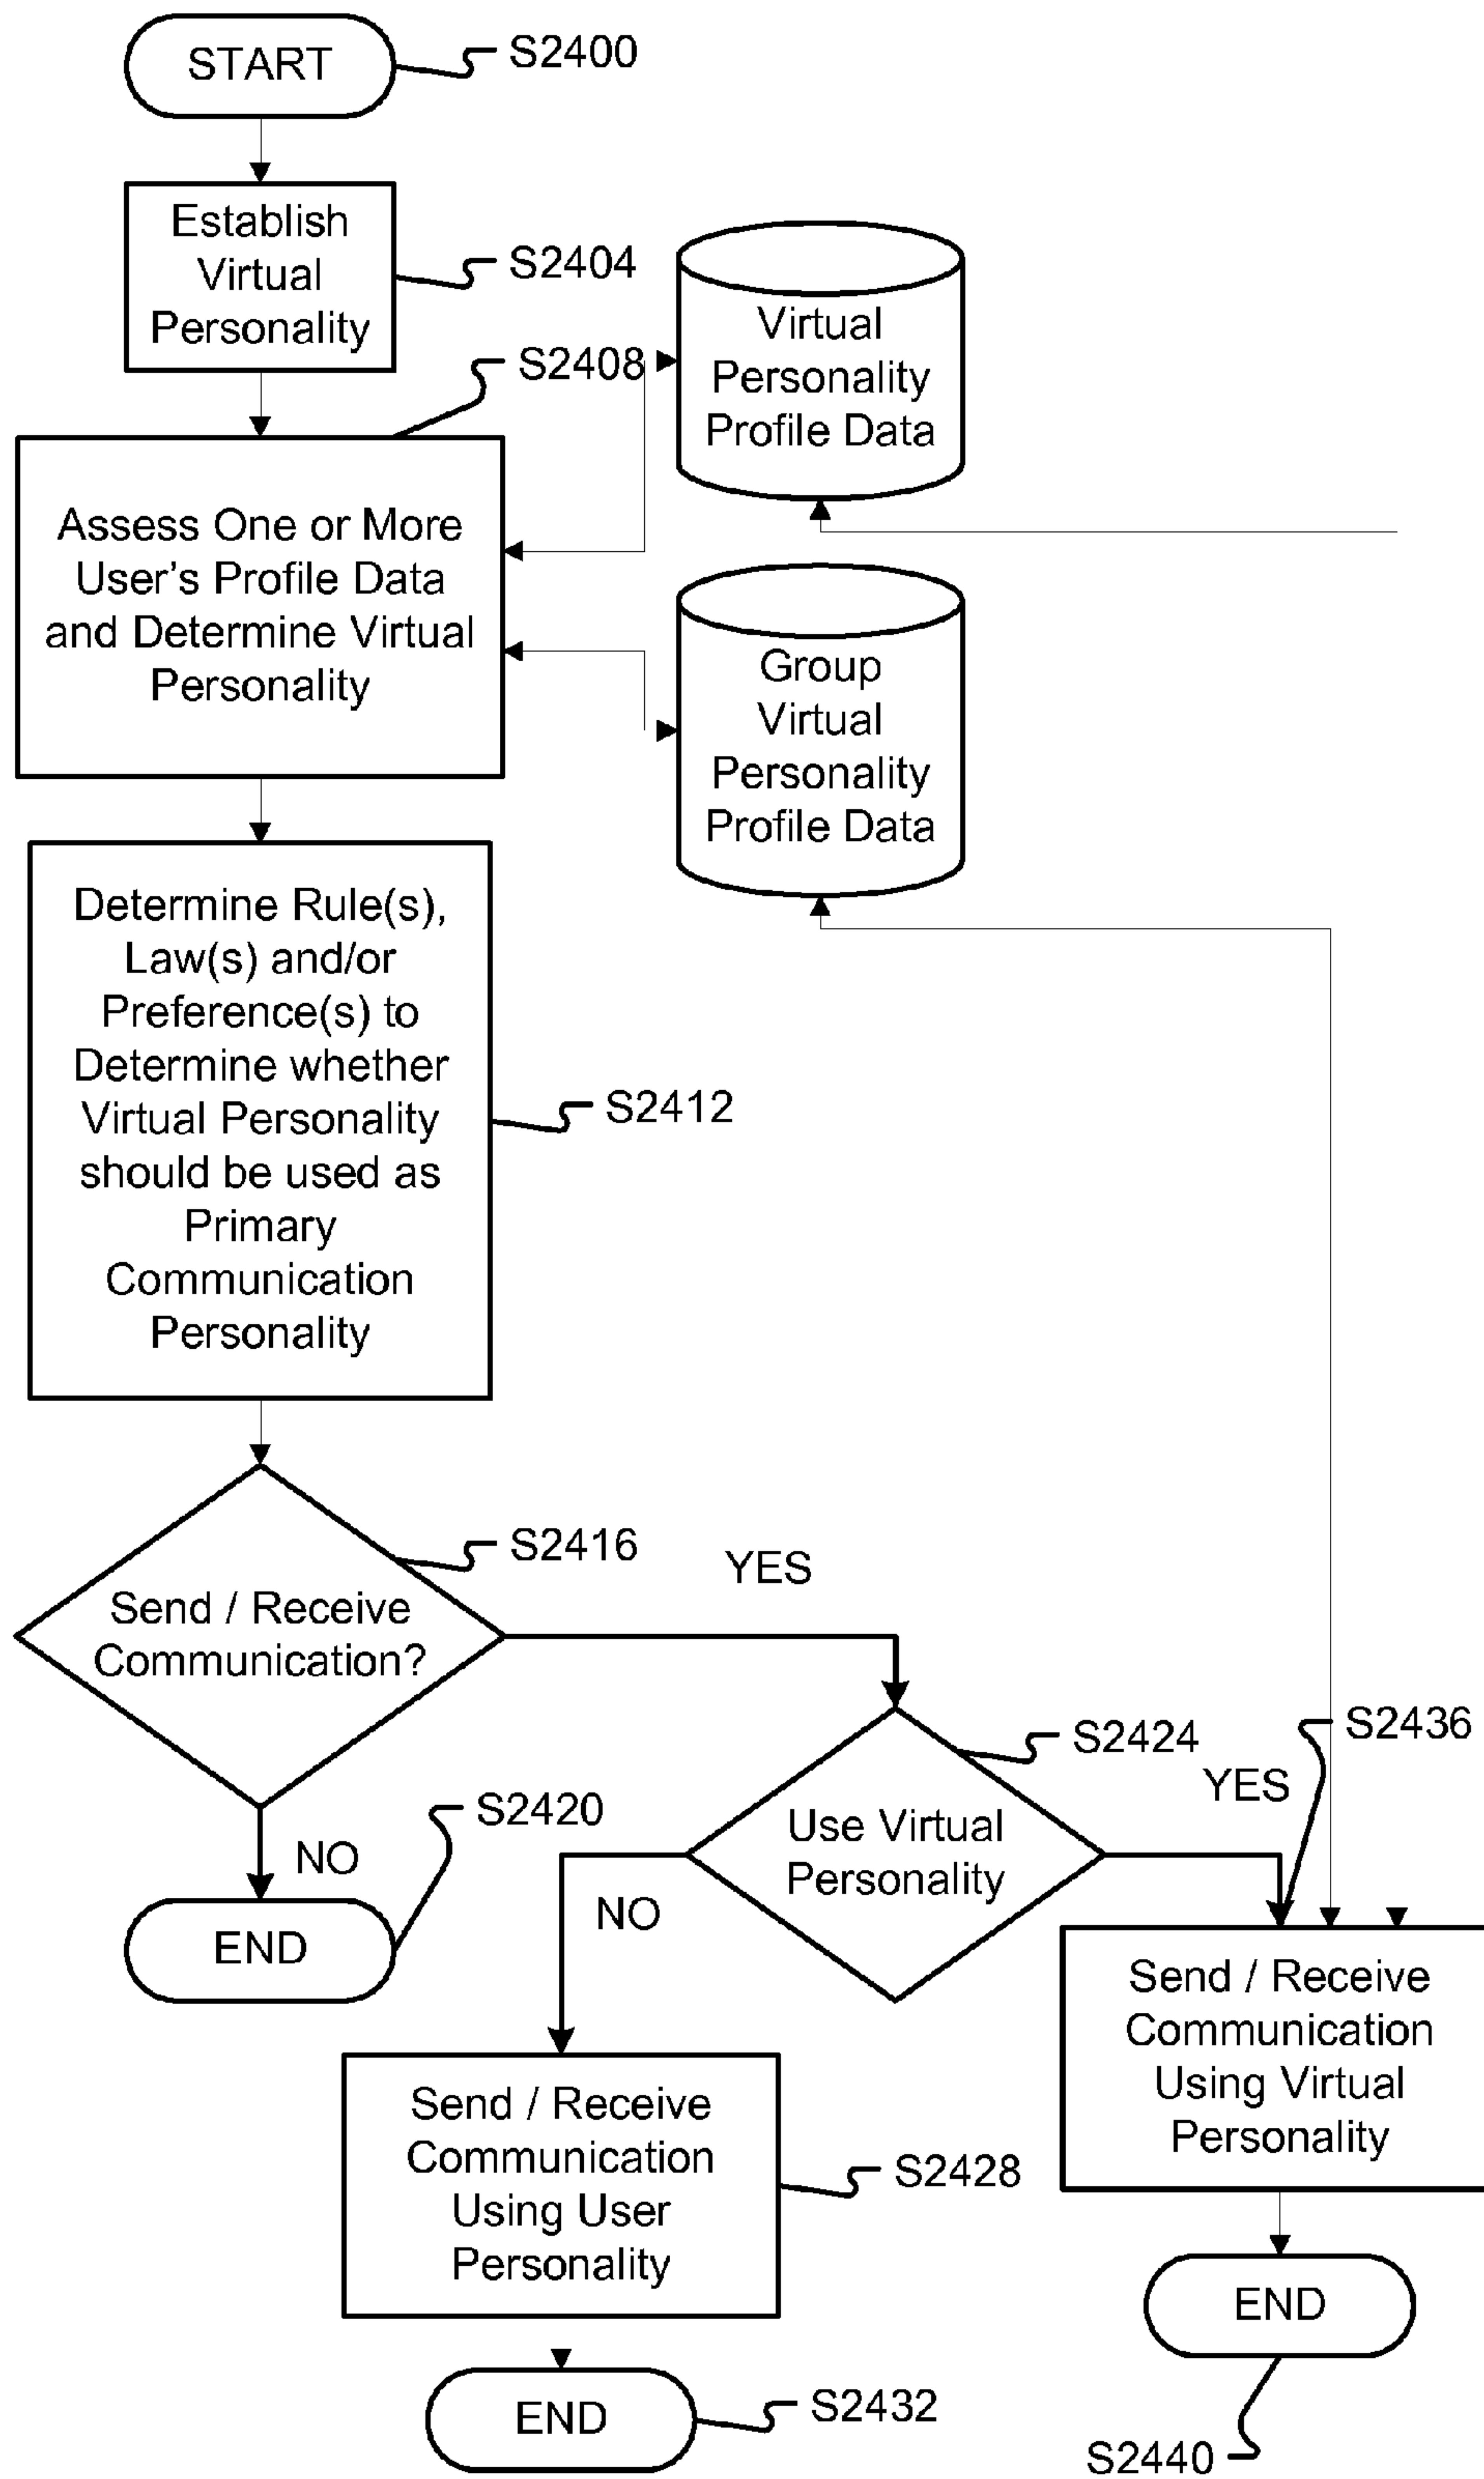 START
S2400
Establish
Virtual
Personality
S2404
S2408
Virtual
Personality
Profile Data
Assess One or More
User's Profile Data
and Determine Virtual
Personality
Group
Virtual
Personality
Profile Data
Determine Rule(s),
Law(s) and/or
Preference(s) to
Determine whether
Virtual Personality
should be used as
Primary
Communication
Personality
S2412
Send / Receive
Communication?
S2416
YES
NO
S2420
END
Use Virtual
Personality
S2424
YES
S2436
NO
Send / Receive
Communication
Using Virtual
Personality
Send / Receive
Communication
Using User
Personality
S2428
END
S2432
END
S2440